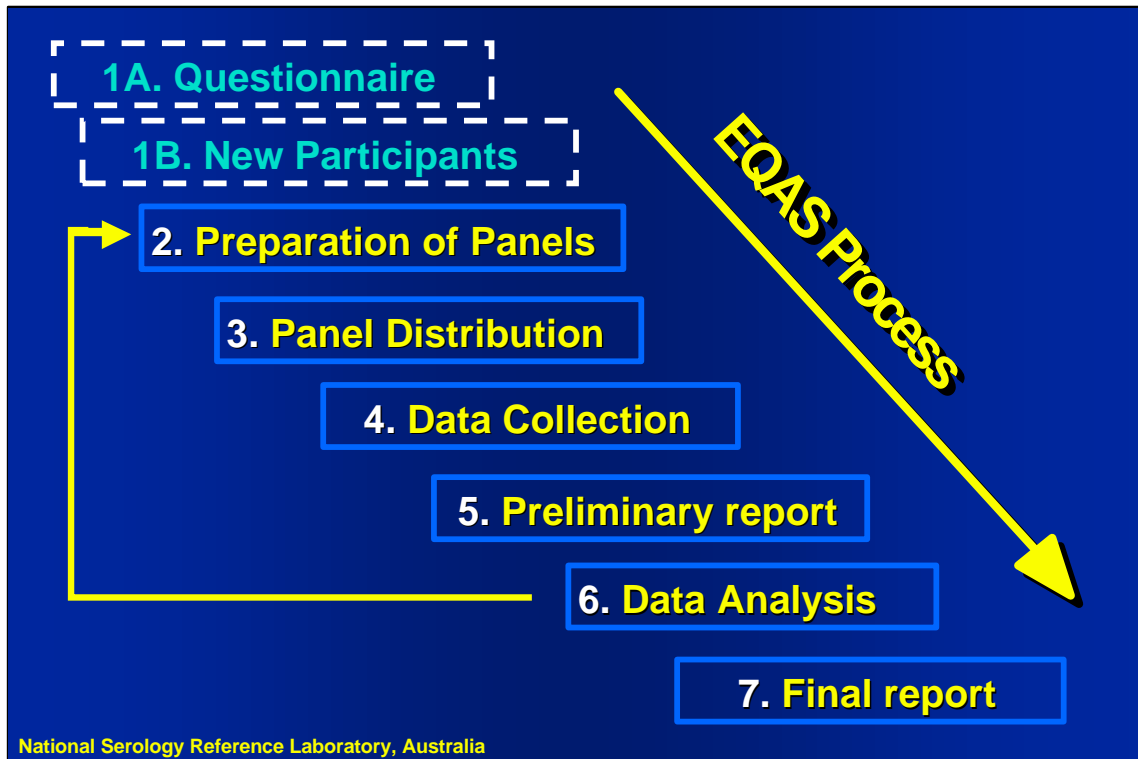 1A. Questionnaire
1B. New Participants
EQAS Process
2. Preparation of Panels
3. Panel Distribution
4. Data Collection
5. Preliminary report
6. Data Analysis
7. Final report
National Serology Reference Laboratory, Australia